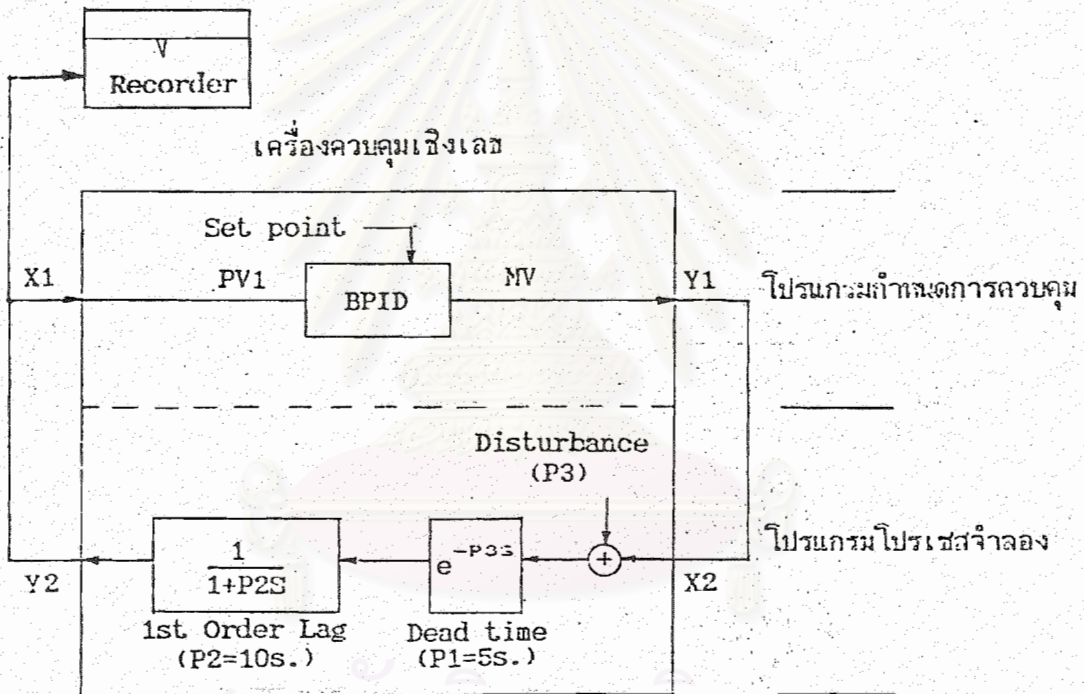 V
Recorder
เครื่องควบคุมเชิงเลข
Set point
X1
PV1
BPID
MV
Y1
โปรแกรมกำหนดการควบคุม
Disturbance
(P3)
โปรแกรมโปรเซสจำลอง
Y2
1
1+P2S
e^-P3S
+
X2
1st Order Lag
(P2=10s.)
Dead time
(P1=5s.)